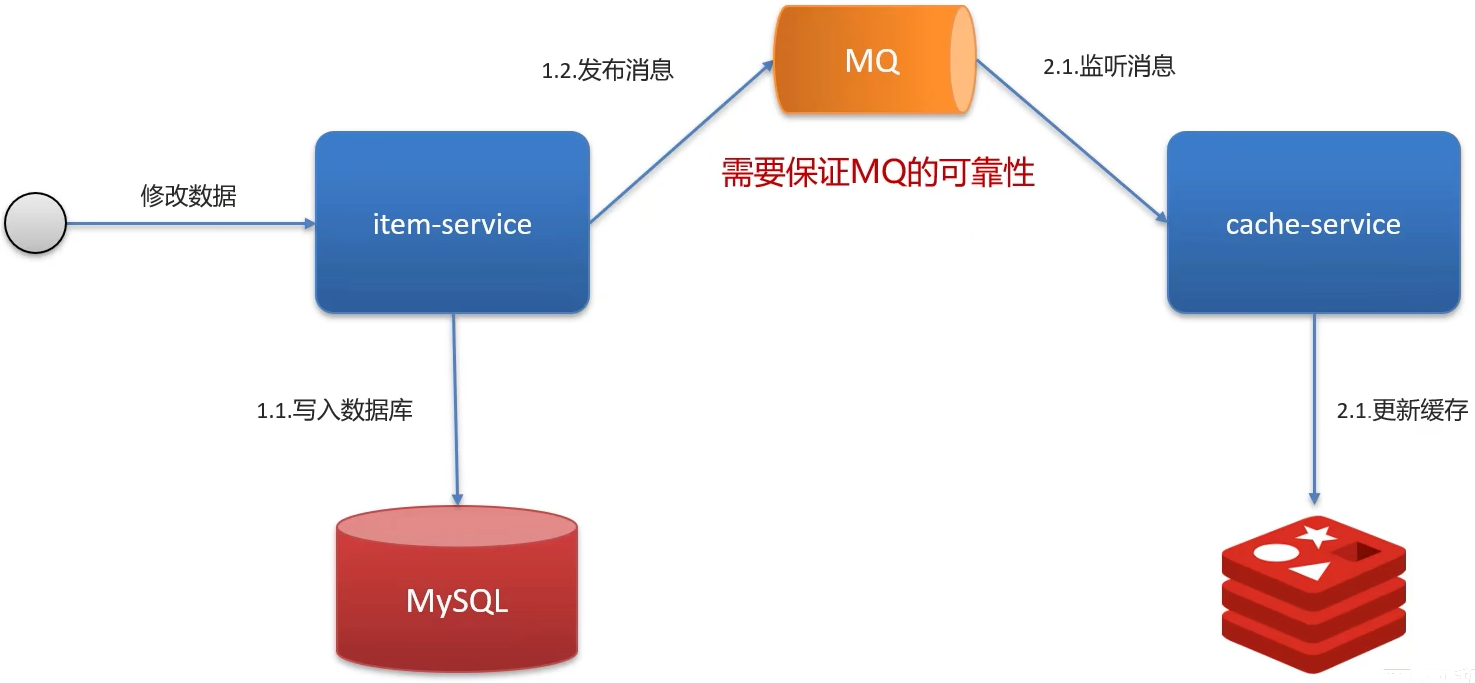 MQ
1.2.发布消息
2.1.监听消息
需要保证MQ的可靠性
修改数据
item-service
cache-service
1.1.写入数据库
2.1.更新缓存
MySQL